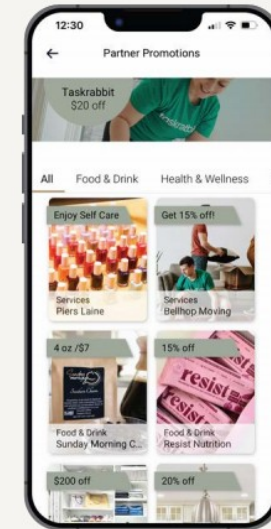 12:30
Partner Promotions
Taskrabbit
$20 off
All Food & Drink Health & Wellness
Enjoy Self Care
Services
Piers Laine
Get 15% off!
Services
Bellhop Moving
4 oz /$7
Food & Drink
Sunday Morning C...
15% off
resist
resist
Food & Drink
Resist Nutrition
$200 off
20% off